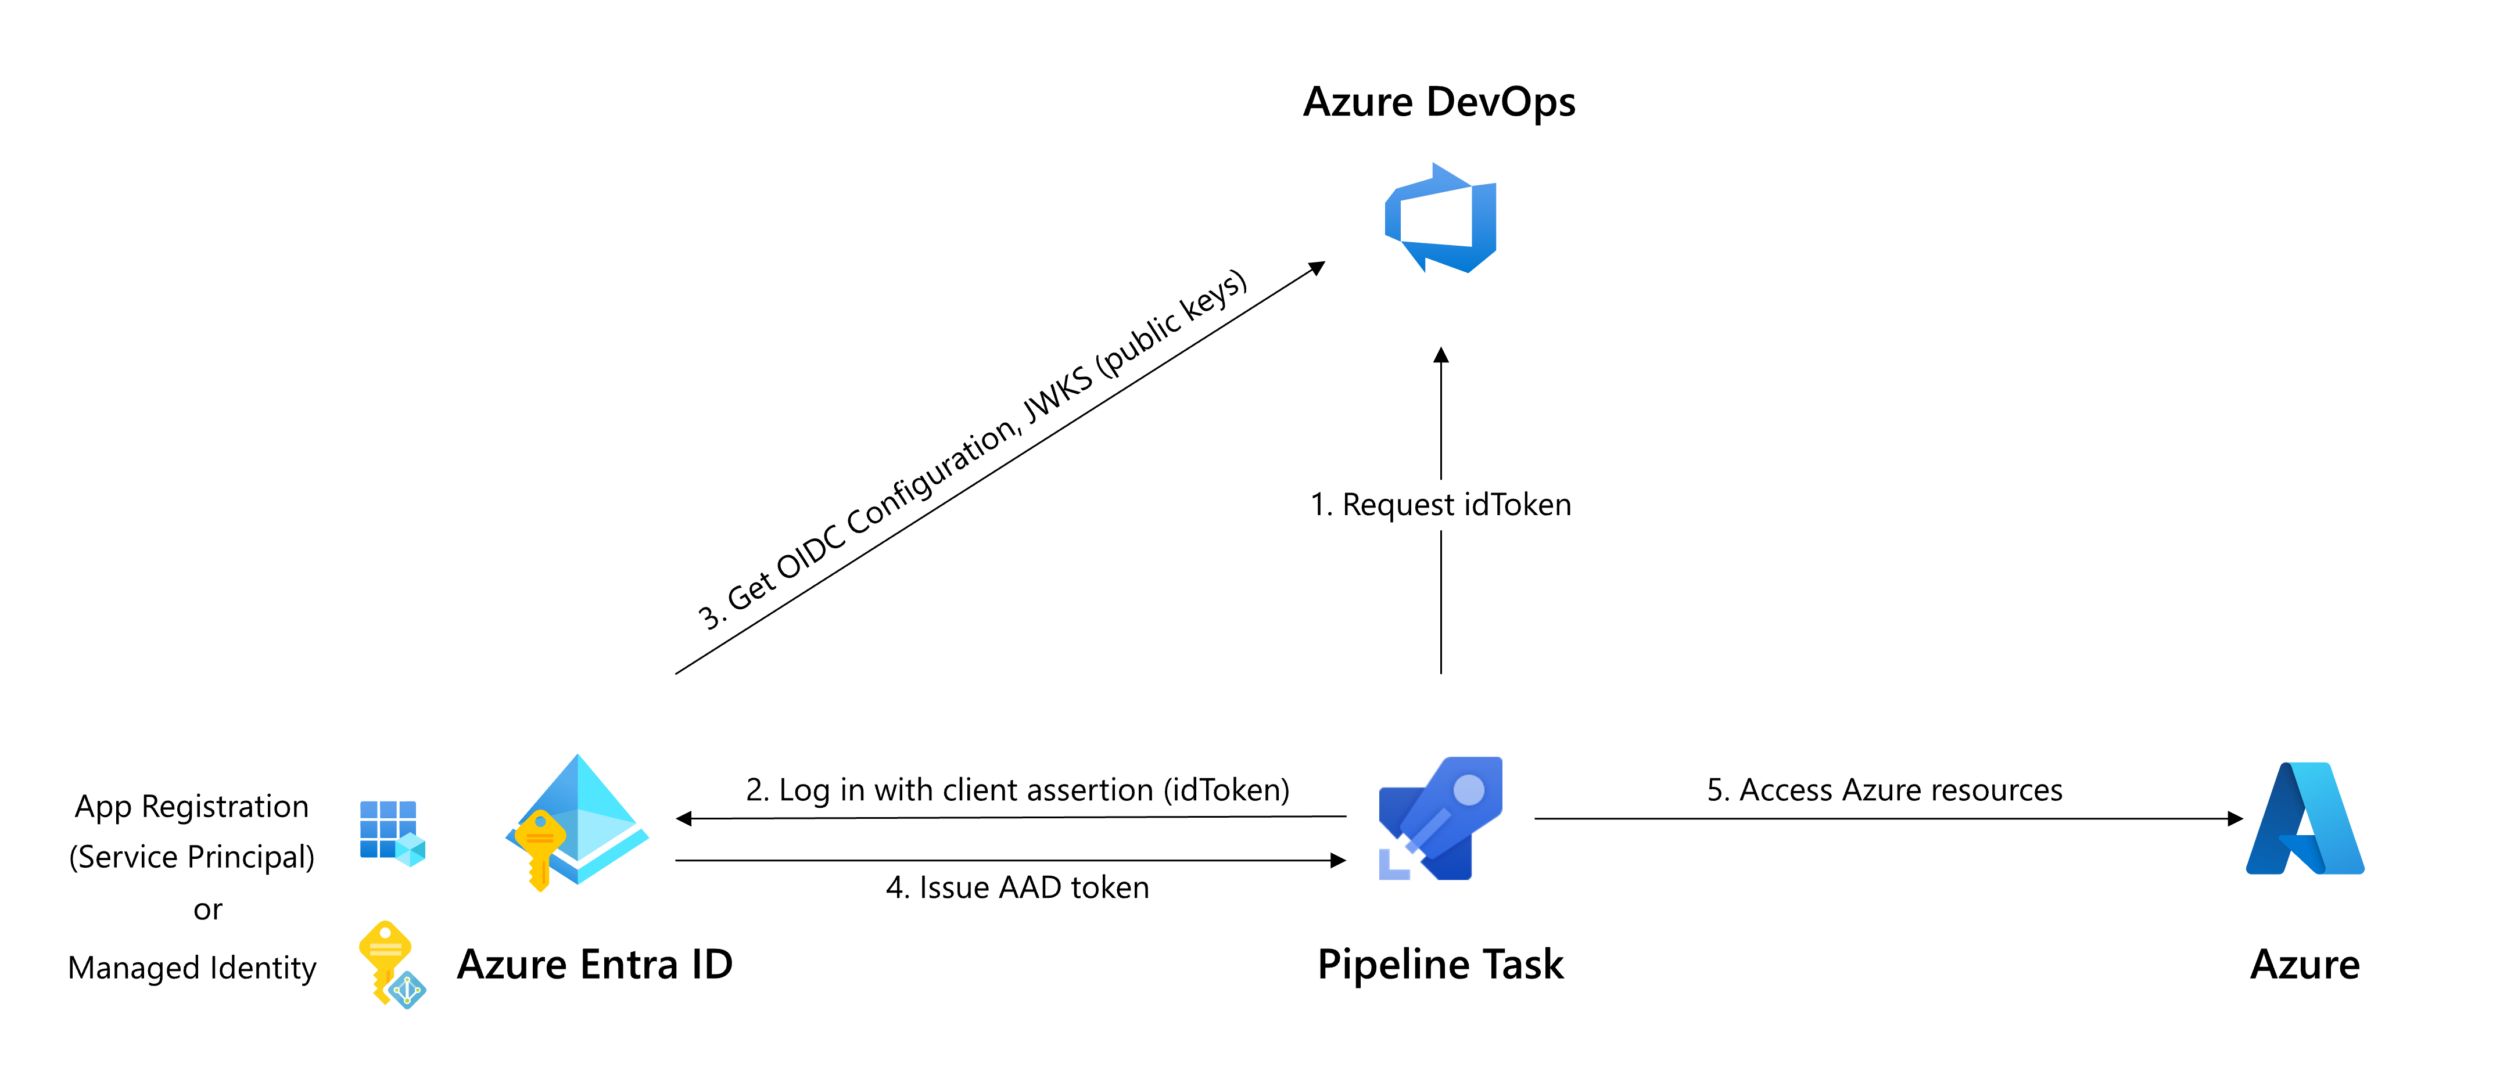 Azure DevOps
3. Get OIDC Configuration, JWKS (public keys)
1. Request idToken
2. Log in with client assertion (idToken)
5. Access Azure resources
App Registration
(Service Principal)
or
Managed Identity
4. Issue AAD token
Azure Entra ID
Pipeline Task
Azure